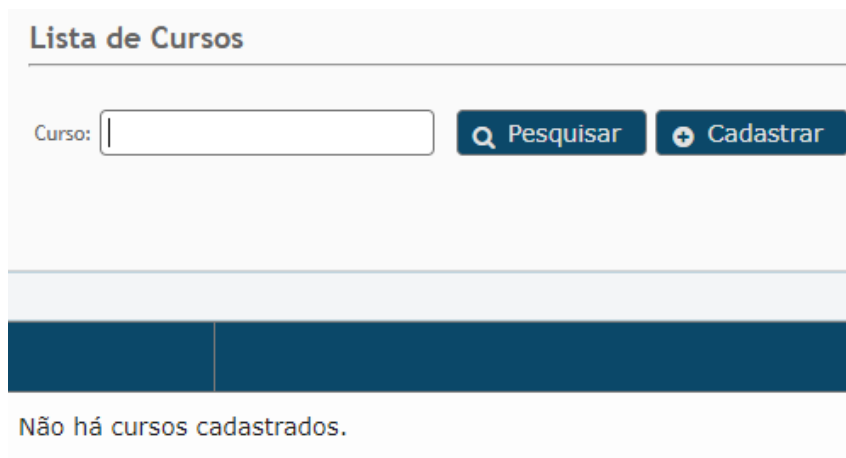 Lista de Cursos
Curso: Pesquisar Cadastrar
Não há cursos cadastrados.